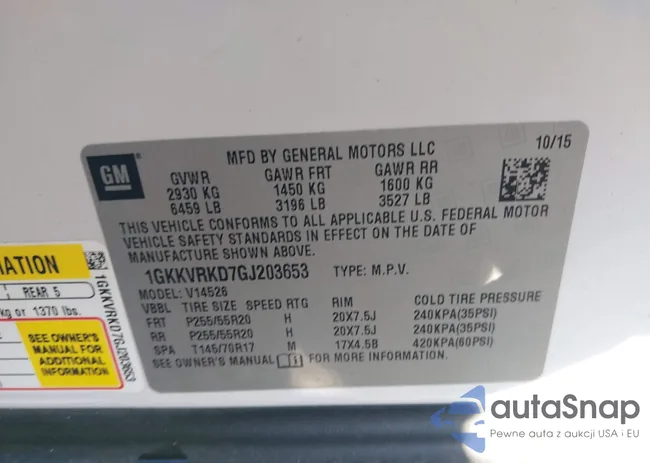 MFD BY GENERAL MOTORS LLC
10/15
GM
GVWR GAWR FRT GAWR RR
2930 KG 1450 KG 1600 KG
6459 LB 3196 LB 3527 LB
THIS VEHICLE CONFORMS TO ALL APPLICABLE U.S. FEDERAL MOTOR
VEHICLE SAFETY STANDARDS IN EFFECT ON THE DATE OF
MANUFACTURE SHOWN ABOVE.
1GKKVRKD7GJ203653 TYPE: M.P.V.
MODEL: V14526
VBBL TIRE SIZE SPEED RTG RIM COLD TIRE PRESSURE
FRT P255/55R20 H 20X7.5J 240KPA(35PSI)
RR P255/55R20 H 20X7.5J 240KPA(35PSI)
SPA T145/70R17 M 17X4.5B 420KPA(60PSI)
SEE OWNER'S MANUAL FOR MORE INFORMATION.
REAR 5
kg or 1370 lbs.
SEE OWNER'S
MANUAL FOR
ADDITIONAL
INFORMATION
1GKKVRKD7GJ203653
autaSnap
Pewne auta z aukcji USA i EU